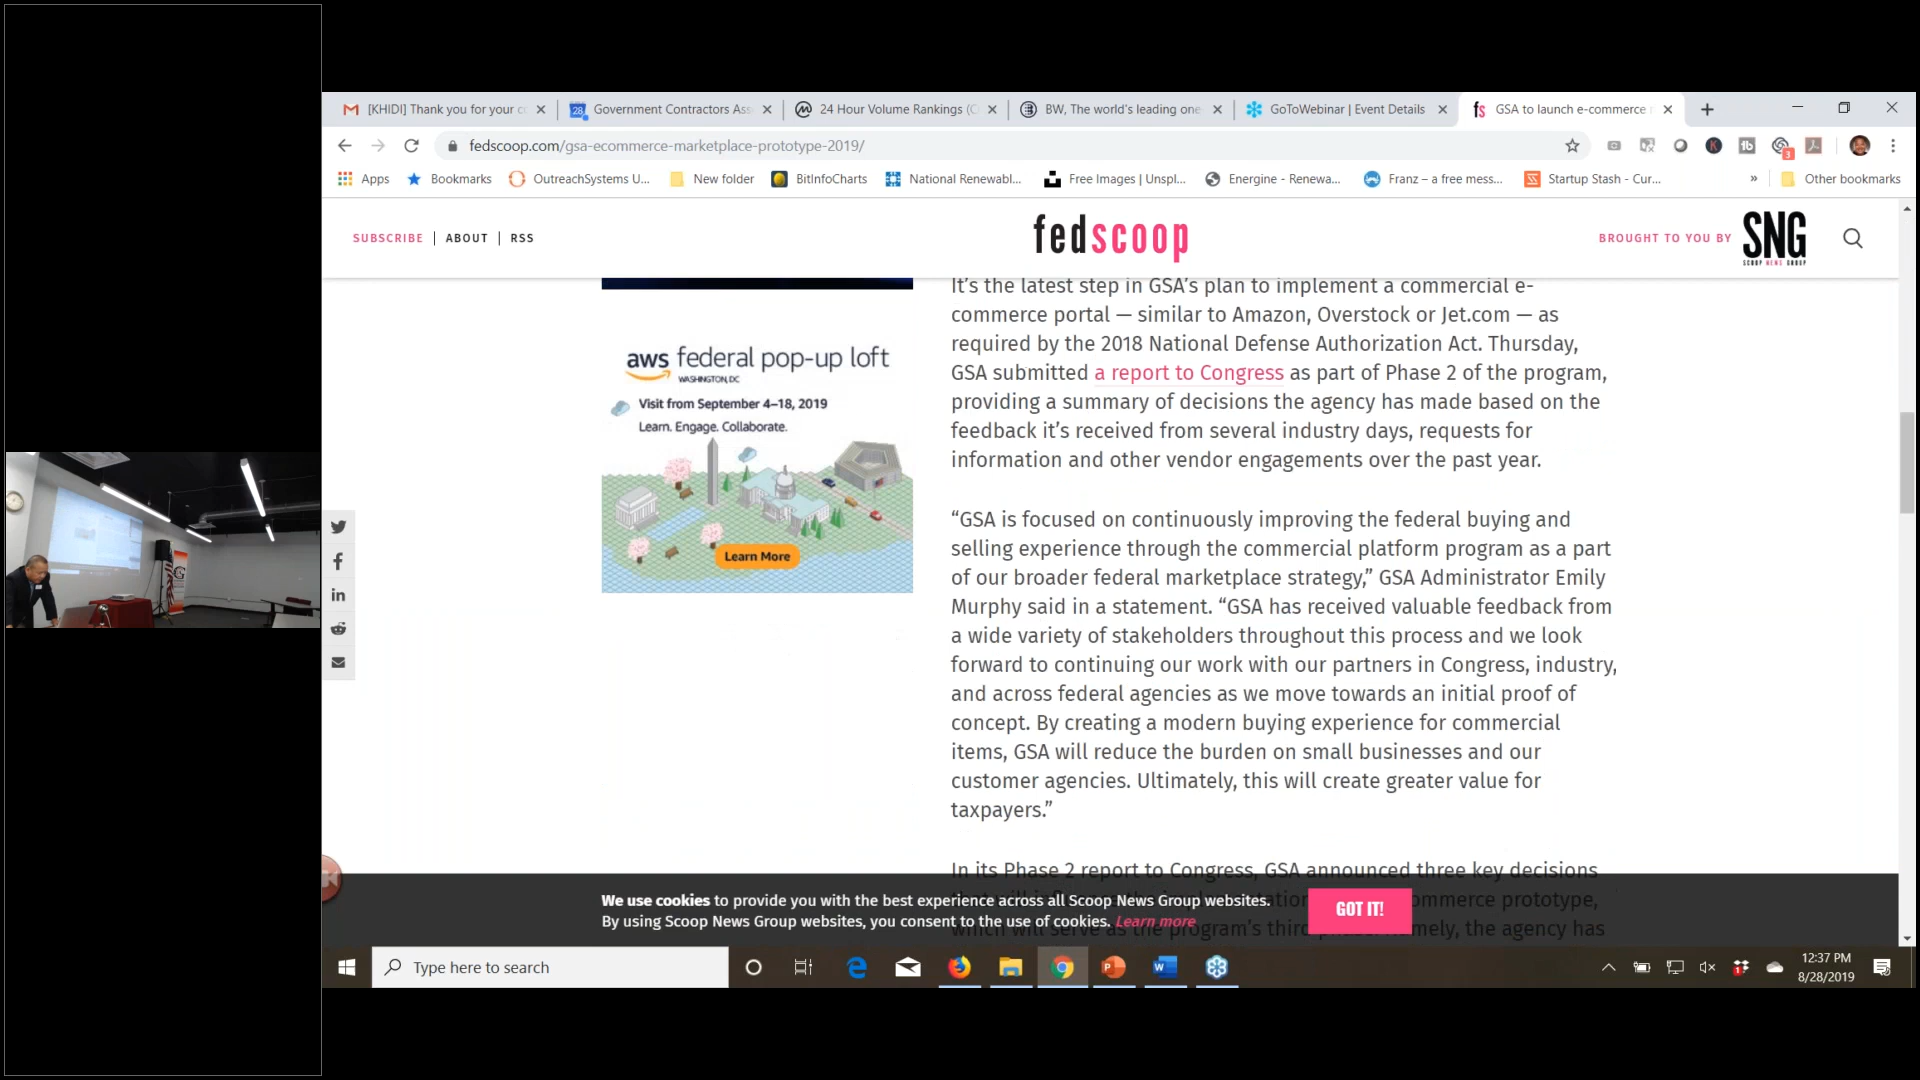 [KHIDI] Thank you for your c
Government Contractors Ass
24 Hour Volume Rankings (C
BW, The world's leading one
GoToWebinar | Event Details
fs GSA to launch e-commerce
fedscoop.com/gsa-ecommerce-marketplace-prototype-2019/
3
Apps
Bookmarks
OutreachSystems U...
New folder
BitInfoCharts
National Renewabl...
Free Images | Unspl...
Energine - Renewa...
Franz – a free mess...
Startup Stash - Cur...
»
Other bookmarks
SUBSCRIBE | ABOUT | RSS
fedscoop
BROUGHT TO YOU BY
SNG
SCOOP NEWS GROUP
It's the latest step in GSA's plan to implement a commercial e-
commerce portal — similar to Amazon, Overstock or Jet.com — as
required by the 2018 National Defense Authorization Act. Thursday,
GSA submitted a report to Congress as part of Phase 2 of the program,
providing a summary of decisions the agency has made based on the
feedback it's received from several industry days, requests for
information and other vendor engagements over the past year.
aws federal pop-up loft
WASHINGTON, DC
Visit from September 4–18, 2019
Learn. Engage. Collaborate.
Learn More
“GSA is focused on continuously improving the federal buying and
selling experience through the commercial platform program as a part
of our broader federal marketplace strategy,” GSA Administrator Emily
Murphy said in a statement. “GSA has received valuable feedback from
a wide variety of stakeholders throughout this process and we look
forward to continuing our work with our partners in Congress, industry,
and across federal agencies as we move towards an initial proof of
concept. By creating a modern buying experience for commercial
items, GSA will reduce the burden on small businesses and our
customer agencies. Ultimately, this will create greater value for
taxpayers.”
In its Phase 2 report to Congress, GSA announced three key decisions
We use cookies to provide you with the best experience across all Scoop News Group websites.
By using Scoop News Group websites, you consent to the use of cookies. Learn more
GOT IT!
Type here to search
12:37 PM
8/28/2019